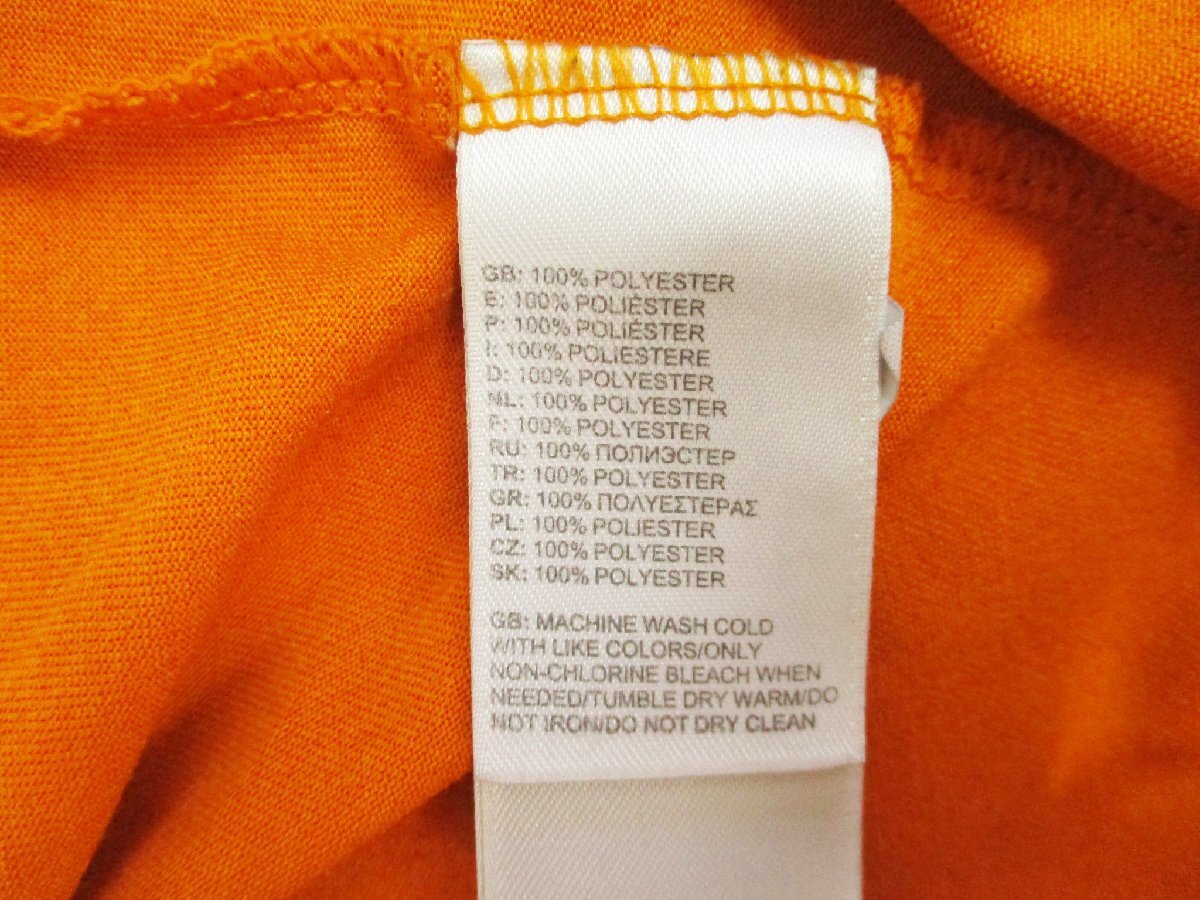 GB: 100% POLYESTER
E: 100% POLIÉSTER
P: 100% POLIÉSTER
I: 100% POLIESTERE
D: 100% POLYESTER
NL: 100% POLYESTER
F: 100% POLYESTER
RU: 100% ПОЛИЭСТЕР
TR: 100% POLYESTER
GR: 100% ΠΟΛΥΕΣΤΕΡΑΣ
PL: 100% POLIESTER
CZ: 100% POLYESTER
SK: 100% POLYESTER
GB: MACHINE WASH COLD
WITH LIKE COLORS/ONLY
NON-CHLORINE BLEACH WHEN
NEEDED/TUMBLE DRY WARM/DO
NOT IRON/DO NOT DRY CLEAN